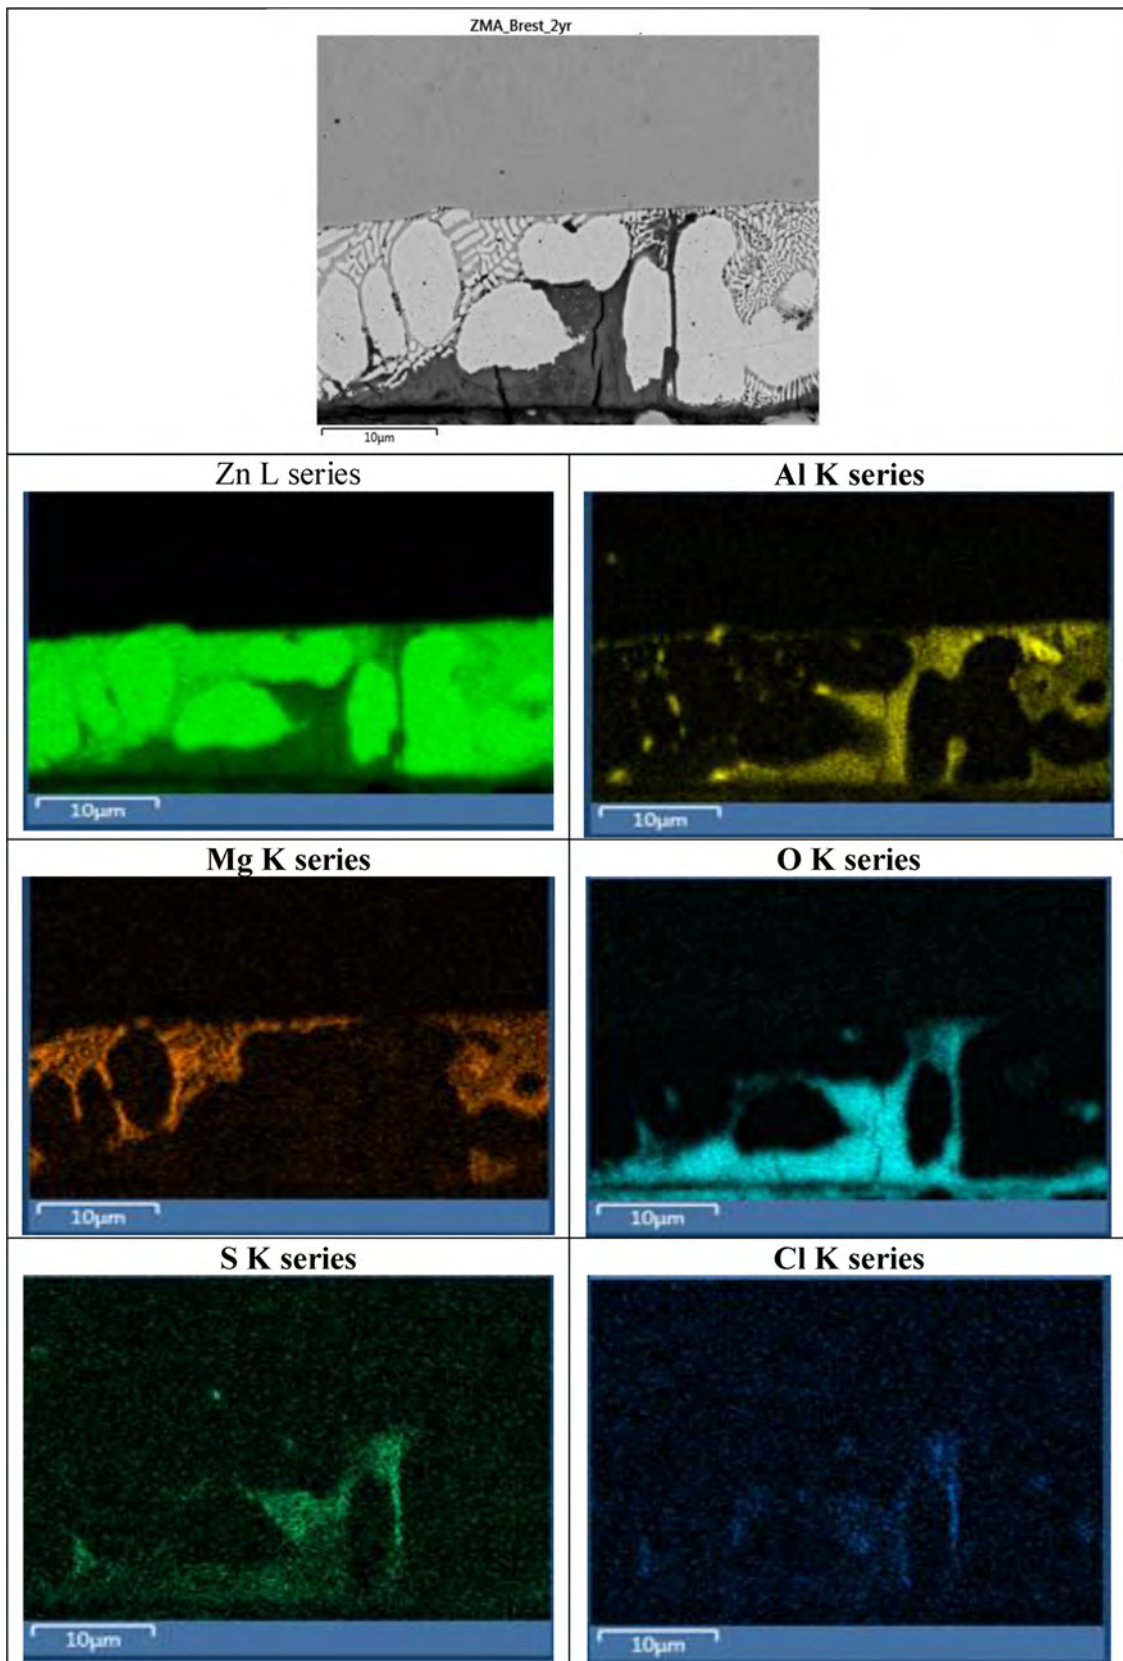 ZMA_Brest_2yr
10µm
Zn L series
Al K series
10µm
10µm
Mg K series
O K series
10µm
10µm
S K series
Cl K series
10µm
10µm